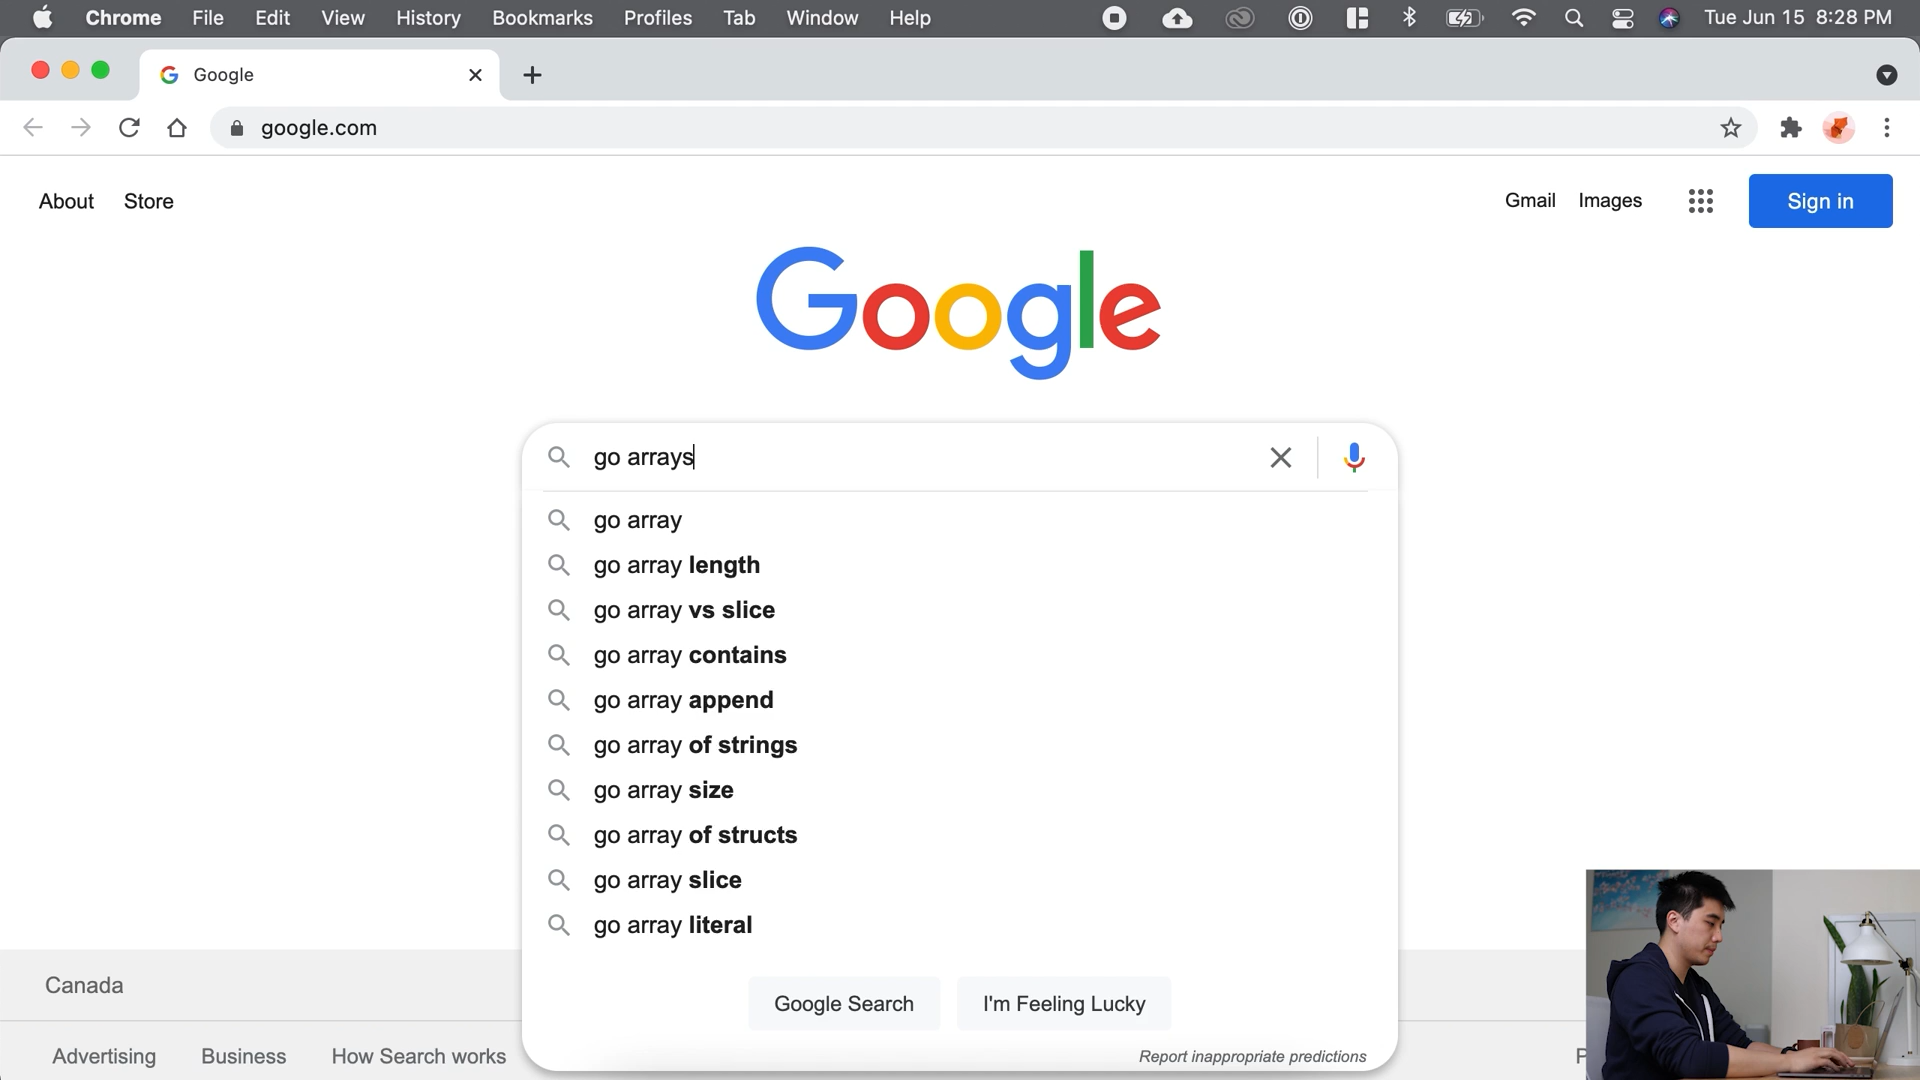 Chrome File Edit View History Bookmarks Profiles Tab Window Help Tue Jun 15 8:28 PM
Google
google.com
About Store Gmail Images Sign in
Google
go arrays
go array
go array length
go array vs slice
go array contains
go array append
go array of strings
go array size
go array of structs
go array slice
go array literal
Canada
Google Search I'm Feeling Lucky
Advertising Business How Search works
Report inappropriate predictions